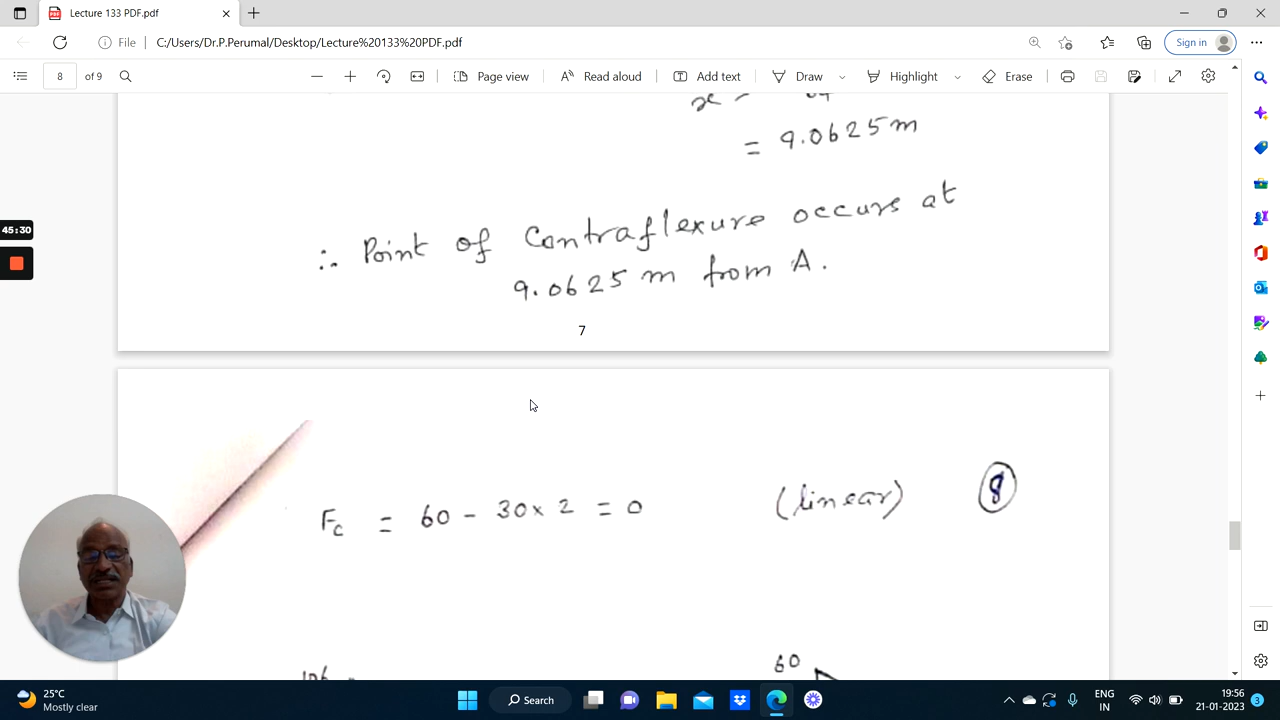 Lecture 133 PDF.pdf
File
C:/Users/Dr.P.Perumal/Desktop/Lecture%20133%20PDF.pdf
Sign in
8 of 9
Page view
Read aloud
Add text
Draw
Highlight
Erase
x =
= 9.0625 m
45:30
∴ Point of Contraflexure occurs at
9.0625 m from A.
7
F_c = 60 - 30 x 2 = 0 (linear) 8
106
60
25°C
Mostly clear
Search
ENG
IN
19:56
21-01-2023
3